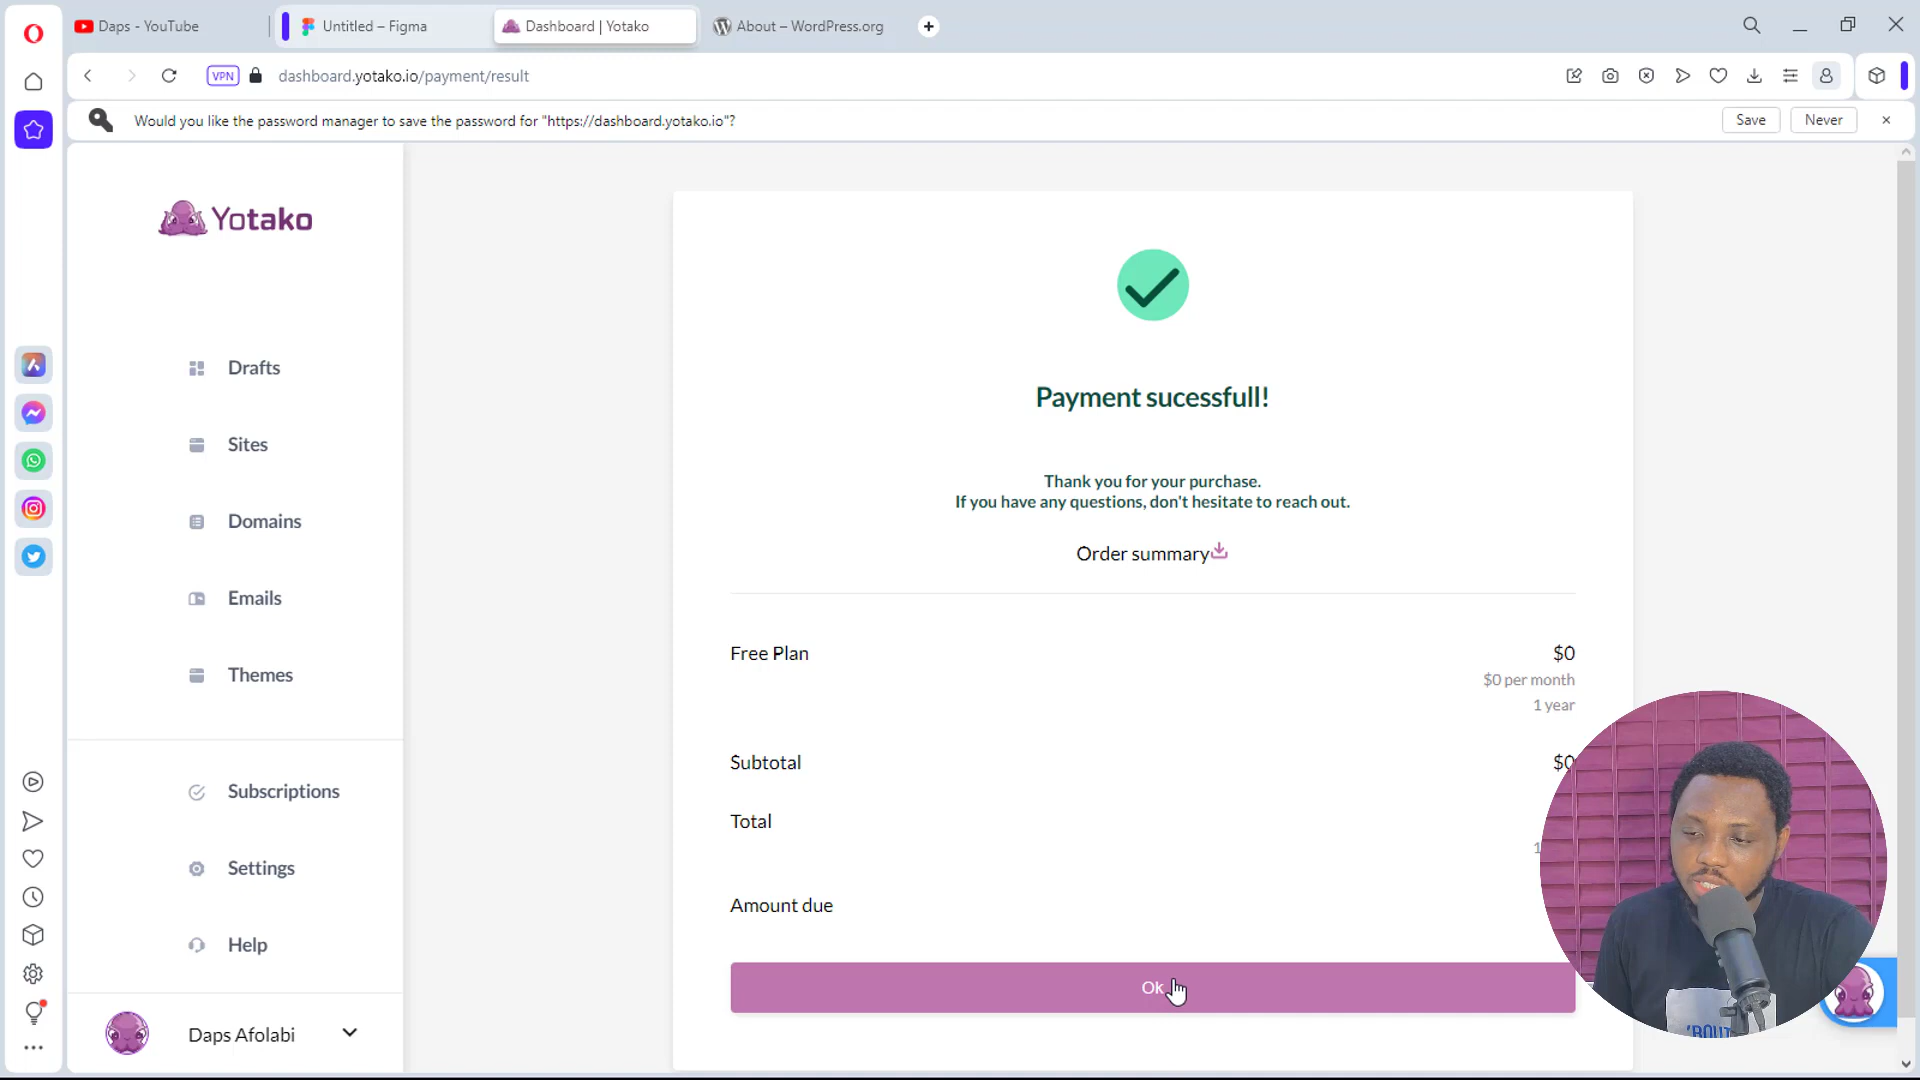 Daps - YouTube
Untitled – Figma
Dashboard | Yotako
About – WordPress.org
VPN
dashboard.yotako.io/payment/result
Would you like the password manager to save the password for "https://dashboard.yotako.io"?
Save
Never
Yotako
Drafts
Sites
Domains
Emails
Themes
Subscriptions
Settings
Help
Daps Afolabi
Payment sucessfull!
Thank you for your purchase.
If you have any questions, don't hesitate to reach out.
Order summary
Free Plan
$0
$0 per month
1 year
Subtotal
$0
Total
1
Amount due
Ok
'BOUT